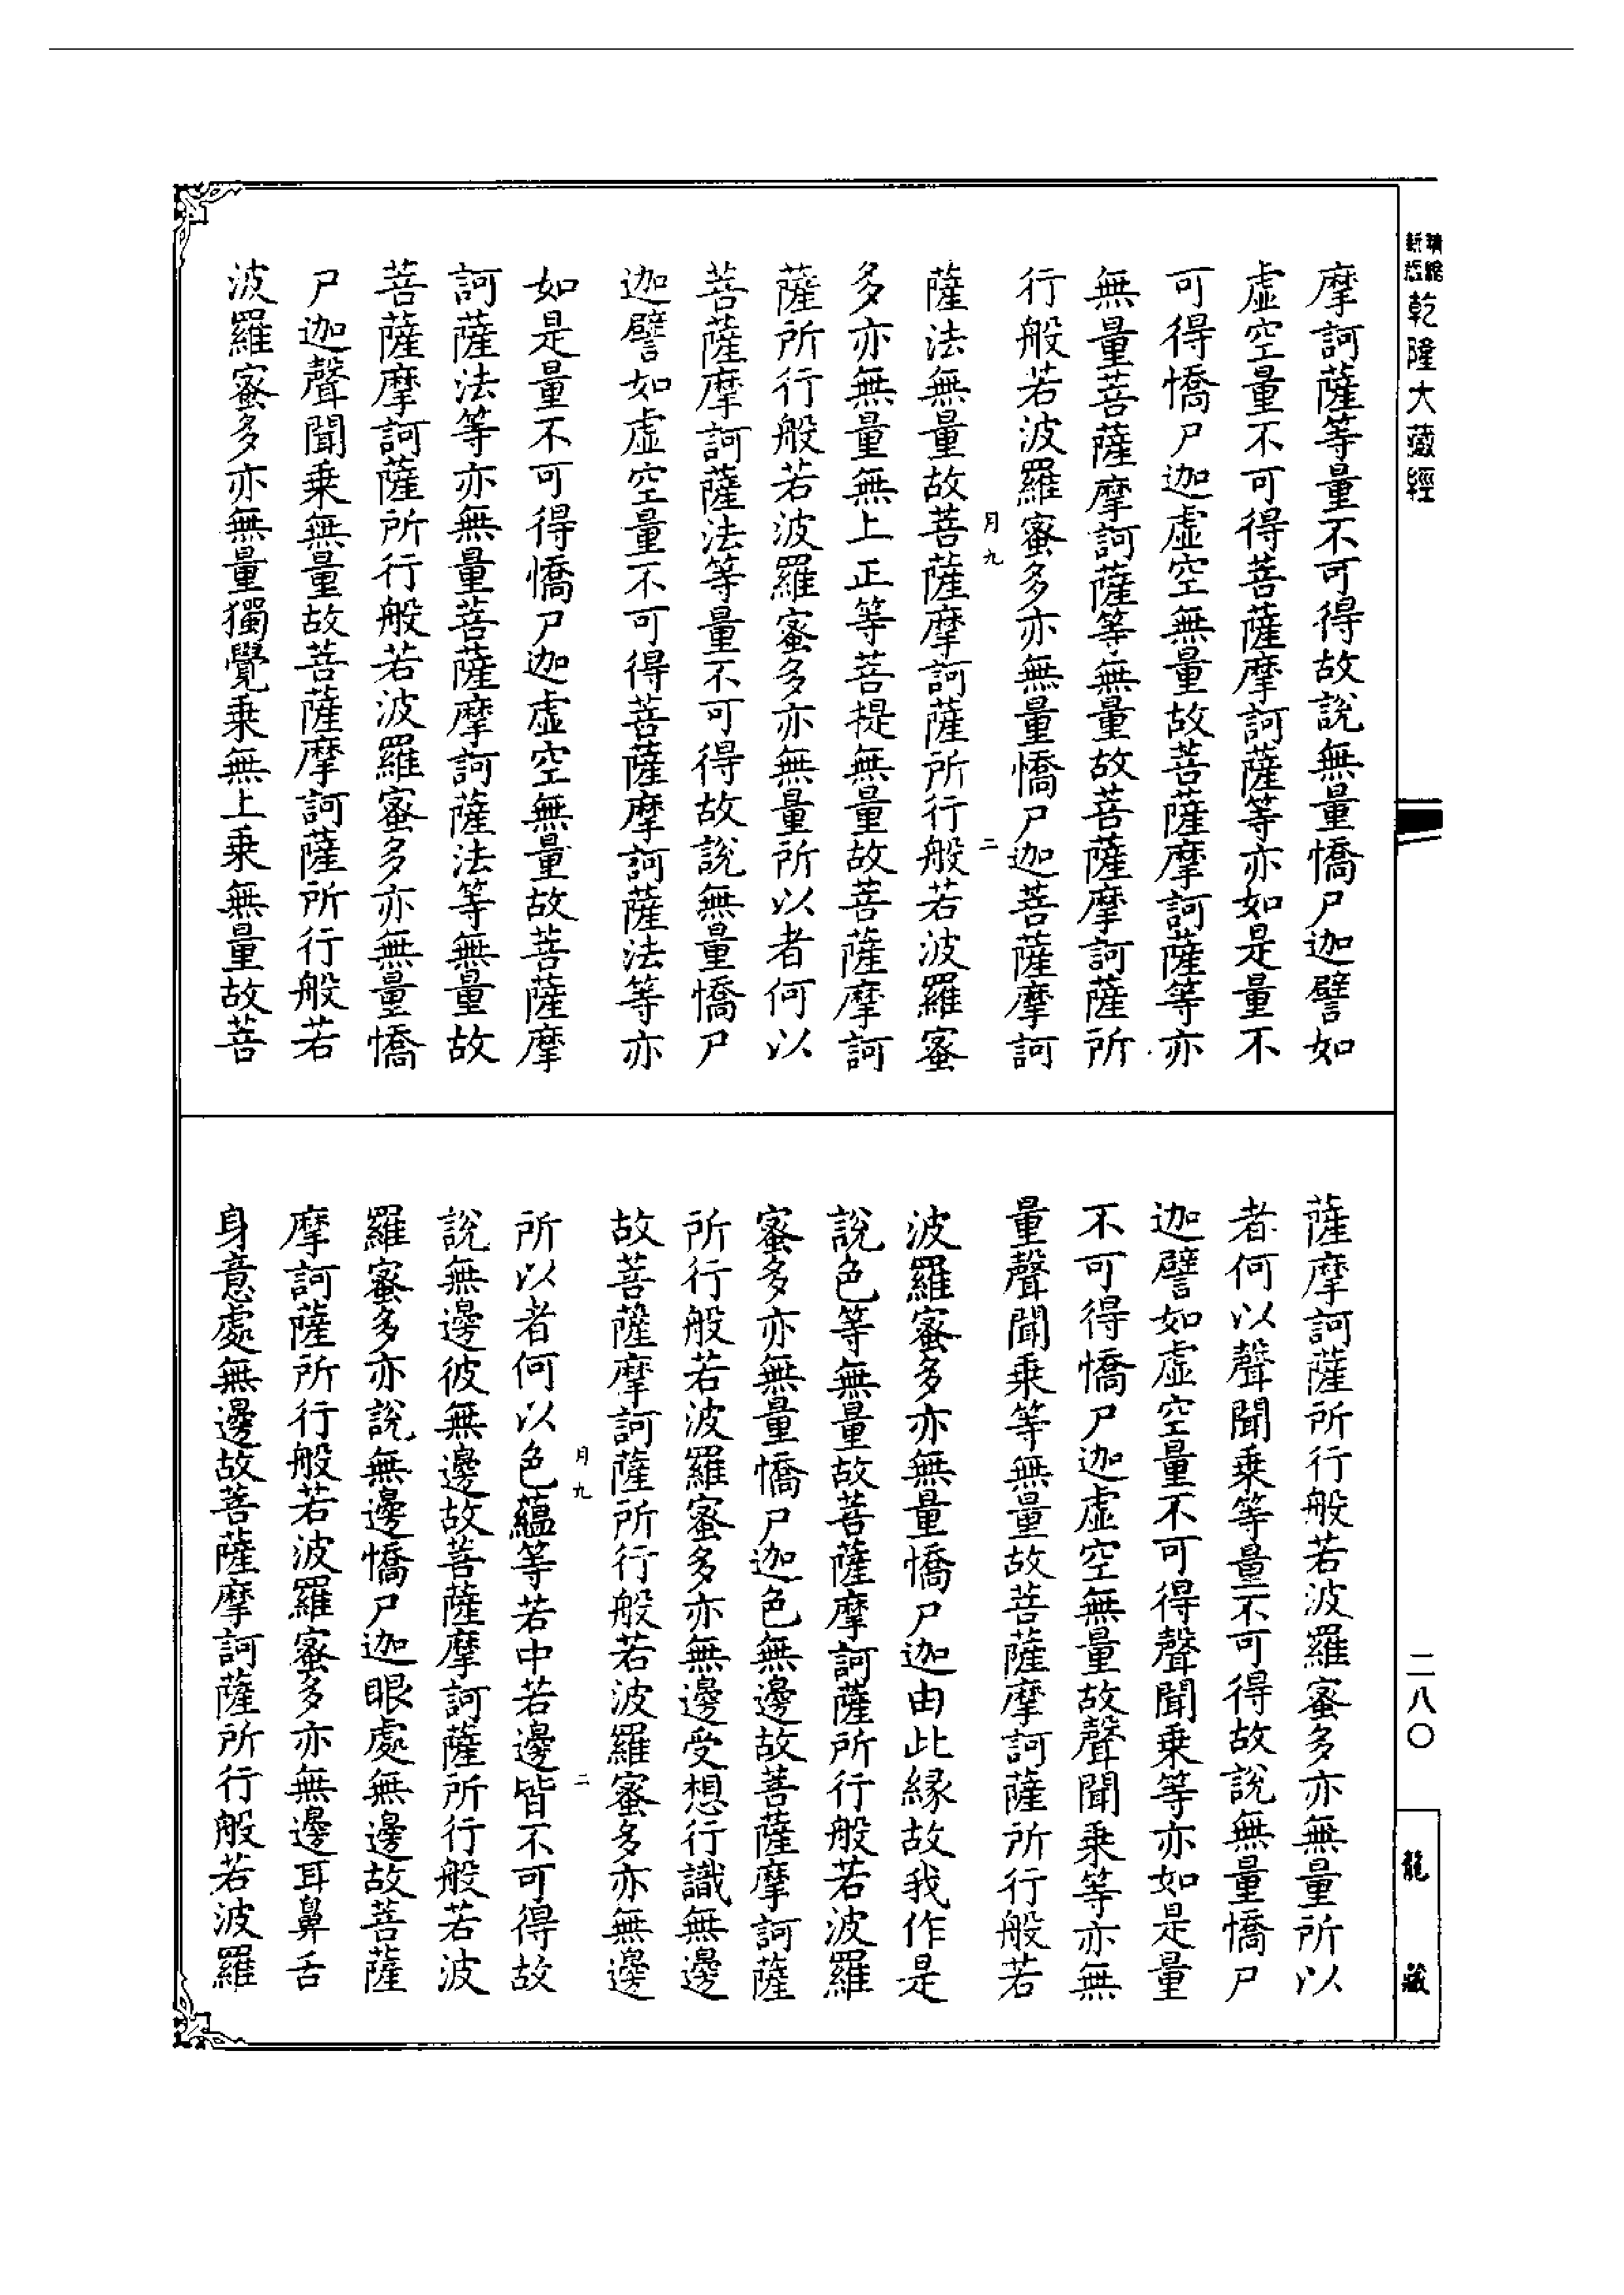 精縮
新版
乾隆大藏經
摩訶薩等量不可得故說無量憍尸迦譬如
虛空量不可得菩薩摩訶薩等亦如是量不
可得憍尸迦虛空無量故菩薩摩訶薩等亦
無量菩薩摩訶薩等無量故菩薩摩訶薩所
行般若波羅蜜多亦無量憍尸迦菩薩摩訶
月九
二
薩法無量故菩薩摩訶薩所行般若波羅蜜
多亦無量無上正等菩提無量故菩薩摩訶
薩所行般若波羅蜜多亦無量所以者何以
菩薩摩訶薩法等量不可得故說無量憍尸
迦譬如虛空量不可得菩薩摩訶薩法等亦
如是量不可得憍尸迦虛空無量故菩薩摩
訶薩法等亦無量菩薩摩訶薩法等無量故
菩薩摩訶薩所行般若波羅蜜多亦無量憍
尸迦聲聞乗無量故菩薩摩訶薩所行般若
波羅蜜多亦無量獨覺乗無上乗無量故菩
薩摩訶薩所行般若波羅蜜多亦無量所以
者何以聲聞乗等量不可得故說無量憍尸
迦譬如虛空量不可得聲聞乗等亦如是量
不可得憍尸迦虛空無量故聲聞乗等亦無
量聲聞乗等無量故菩薩摩訶薩所行般若
波羅蜜多亦無量憍尸迦由此緣故我作是
說色等無量故菩薩摩訶薩所行般若波羅
蜜多亦無量憍尸迦色無邊故菩薩摩訶薩
所行般若波羅蜜多亦無邊受想行識無邊
故菩薩摩訶薩所行般若波羅蜜多亦無邊
月九
二
所以者何以色蘊等若中若邊皆不可得故
說無邊彼無邊故菩薩摩訶薩所行般若波
羅蜜多亦說無邊憍尸迦眼處無邊故菩薩
摩訶薩所行般若波羅蜜多亦無邊耳鼻舌
身意處無邊故菩薩摩訶薩所行般若波羅
二八〇
龍藏